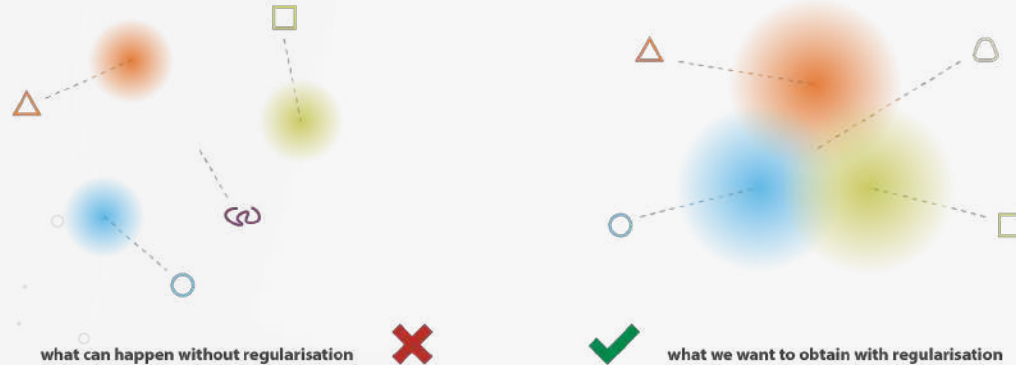 what can happen without regularisation
what we want to obtain with regularisation